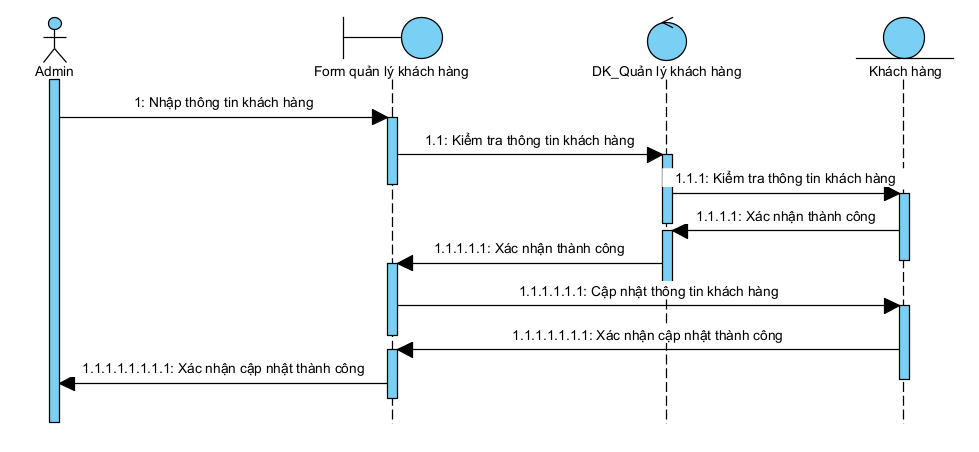 Admin
Form quản lý khách hàng
DK_Quản lý khách hàng
Khách hàng
1: Nhập thông tin khách hàng
1.1: Kiểm tra thông tin khách hàng
1.1.1: Kiểm tra thông tin khách hàng
1.1.1.1: Xác nhận thành công
1.1.1.1.1: Xác nhận thành công
1.1.1.1.1.1: Cập nhật thông tin khách hàng
1.1.1.1.1.1.1: Xác nhận cập nhật thành công
1.1.1.1.1.1.1.1: Xác nhận cập nhật thành công